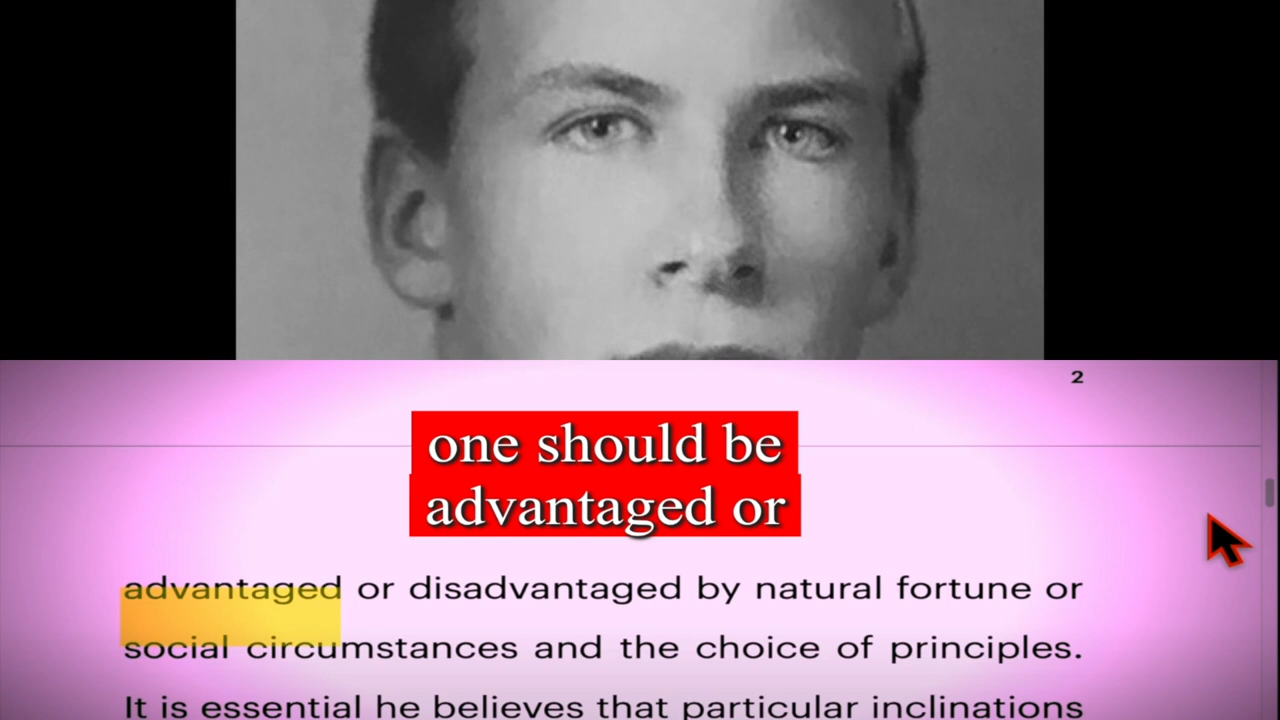 2
one should be
advantaged or
advantaged or disadvantaged by natural fortune or
social circumstances and the choice of principles.
It is essential he believes that particular inclinations